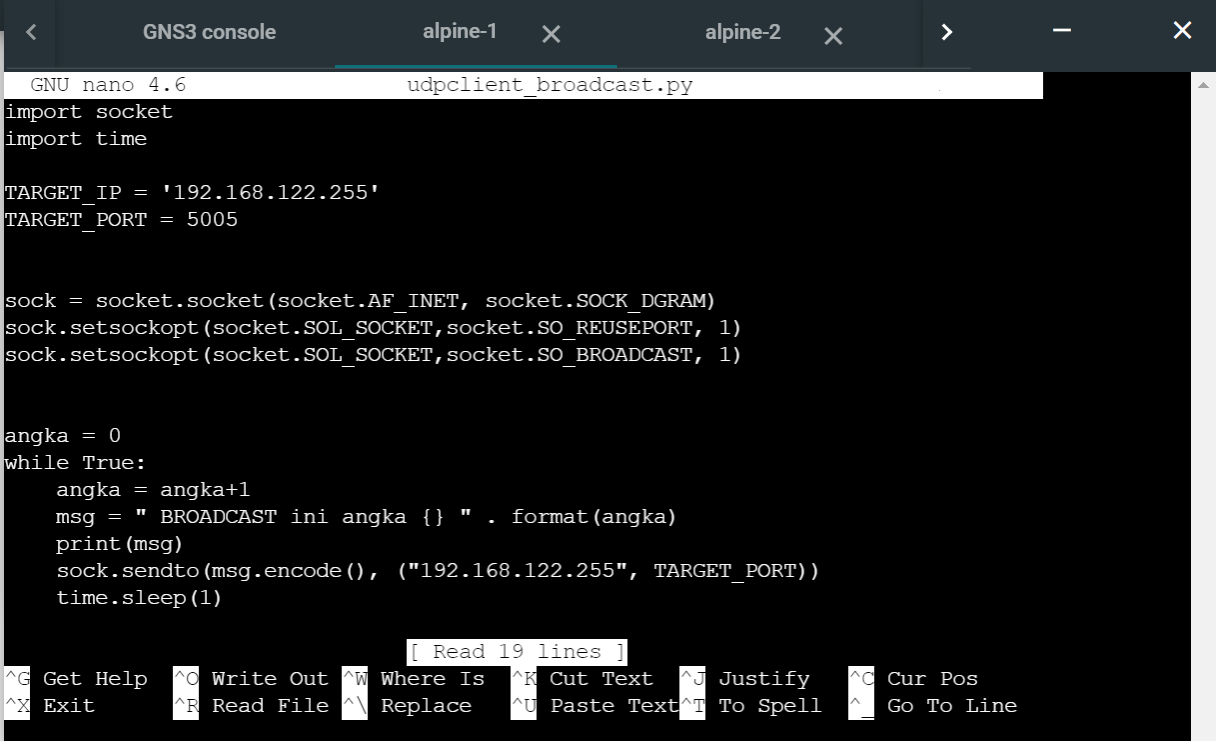 GNS3 console alpine-1 alpine-2
GNU nano 4.6 udpclient_broadcast.py
import socket
import time
TARGET_IP = '192.168.122.255'
TARGET_PORT = 5005
sock = socket.socket(socket.AF_INET, socket.SOCK_DGRAM)
sock.setsockopt(socket.SOL_SOCKET,socket.SO_REUSEPORT, 1)
sock.setsockopt(socket.SOL_SOCKET,socket.SO_BROADCAST, 1)
angka = 0
while True:
    angka = angka+1
    msg = " BROADCAST ini angka {} " . format(angka)
    print(msg)
    sock.sendto(msg.encode(), ("192.168.122.255", TARGET_PORT))
    time.sleep(1)
[ Read 19 lines ]
^G Get Help ^O Write Out ^W Where Is ^K Cut Text ^J Justify ^C Cur Pos
^X Exit ^R Read File ^\ Replace ^U Paste Text ^T To Spell ^_ Go To Line